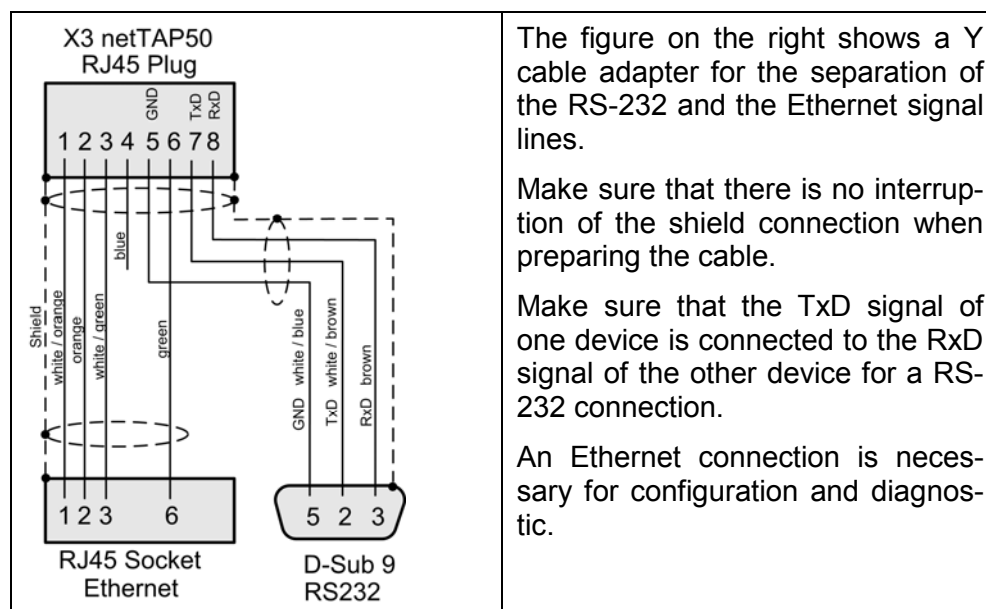 X3 netTAP50
RJ45 Plug
GND
TxD
RxD
1 2 3 4 5 6 7 8
blue
Shield
white / orange
orange
white / green
green
GND white / blue
TxD white / brown
RxD brown
1 2 3 6
5 2 3
RJ45 Socket
Ethernet
D-Sub 9
RS232
The figure on the right shows a Y
cable adapter for the separation of
the RS-232 and the Ethernet signal
lines.
Make sure that there is no interrup-
tion of the shield connection when
preparing the cable.
Make sure that the TxD signal of
one device is connected to the RxD
signal of the other device for a RS-
232 connection.
An Ethernet connection is neces-
sary for configuration and diagnos-
tic.